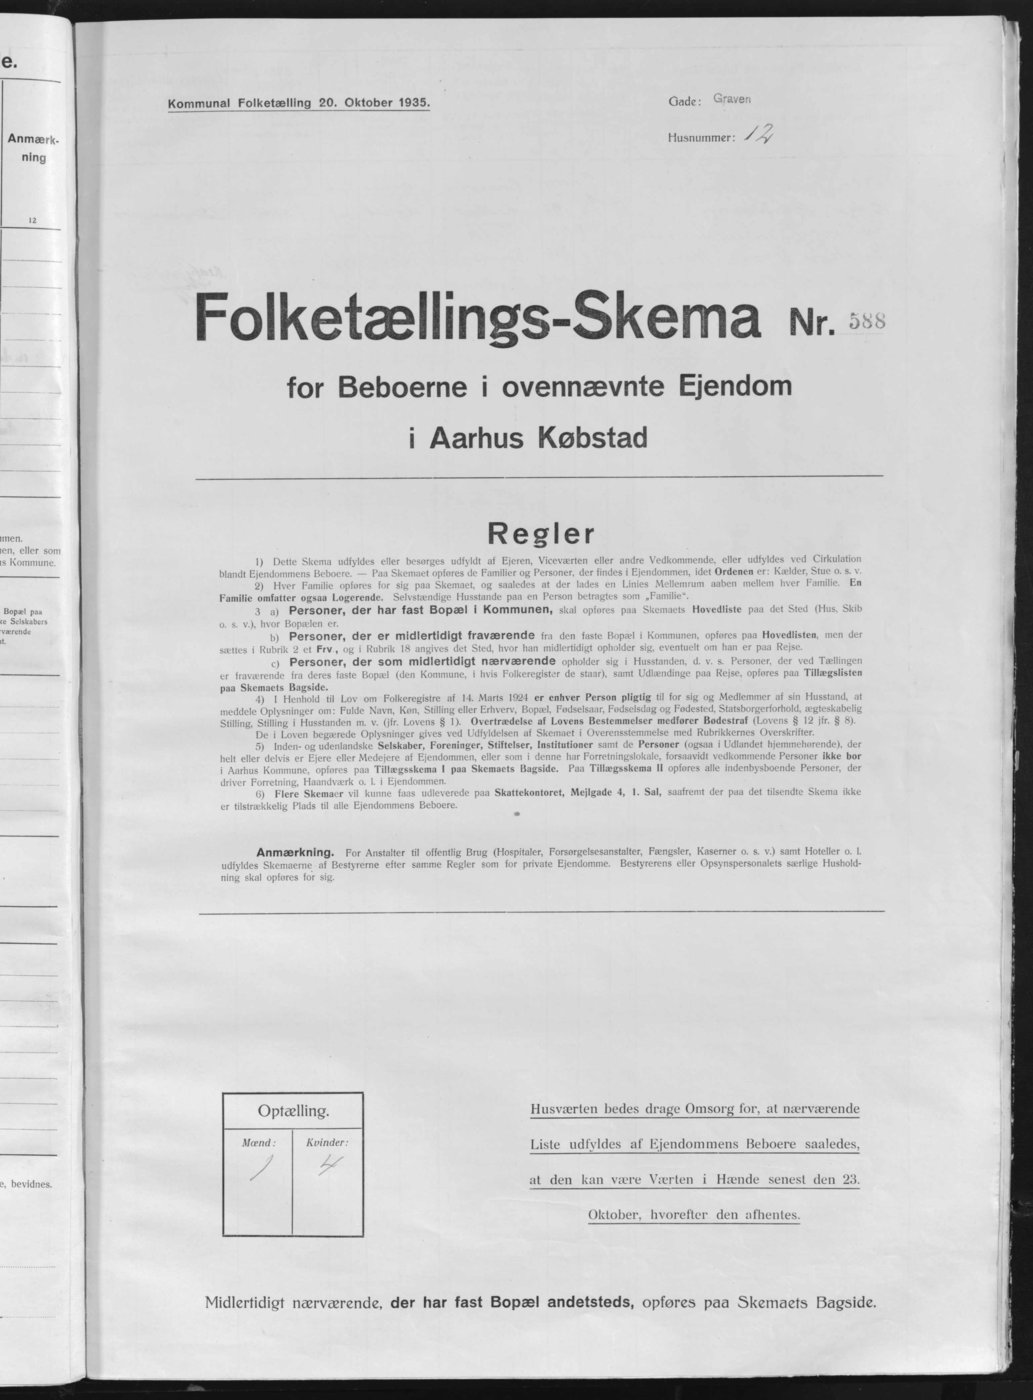 e.
Anmærk-
ning
12
en, eller som
s Kommune.
Bopæl paa
ke Selskabers
værende
e, bevidnes.
Kommunal Folketælling 20. Oktober 1935.
Gade: Graven
Husnummer: 12
Folketællings-Skema Nr. 588
for Beboerne i ovennævnte Ejendom
i Aarhus Købstad
Regler
1) Dette Skema udfyldes eller besørges udfyldt af Ejeren, Viceværten eller andre Vedkommende, eller udfyldes ved Cirkulation
blandt Ejendommens Beboere. — Paa Skemaet opføres de Familier og Personer, der findes i Ejendommen, idet Ordenen er: Kælder, Stue o. s. v.
2) Hver Familie opføres for sig paa Skemaet, og saaledes at der lades en Linies Mellemrum aaben mellem hver Familie. En
Familie omfatter ogsaa Logerende. Selvstændige Husstande paa en Person betragtes som „Familie“.
3 a) Personer, der har fast Bopæl i Kommunen, skal opføres paa Skemaets Hovedliste paa det Sted (Hus, Skib
o. s. v.), hvor Bopælen er.
b) Personer, der er midlertidigt fraværende fra den faste Bopæl i Kommunen, opføres paa Hovedlisten, men der
sættes i Rubrik 2 et Frv., og i Rubrik 18 angives det Sted, hvor han midlertidigt opholder sig, eventuelt om han er paa Rejse.
c) Personer, der som midlertidigt nærværende opholder sig i Husstanden, d. v. s. Personer, der ved Tællingen
er fraværende fra deres faste Bopæl (den Kommune, i hvis Folkeregister de staar), samt Udlændinge paa Rejse, opføres paa Tillægslisten
paa Skemaets Bagside.
4) I Henhold til Lov om Folkeregistre af 14. Marts 1924 er enhver Person pligtig til for sig og Medlemmer af sin Husstand, at
meddele Oplysninger om: Fulde Navn, Køn, Stilling eller Erhverv, Bopæl, Fødselsaar, Fødselsdag og Fødested, Statsborgerforhold, ægteskabelig
Stilling, Stilling i Husstanden m. v. (jfr. Lovens § 1). Overtrædelse af Lovens Bestemmelser medfører Bødestraf (Lovens § 12 jfr. § 8).
De i Loven begærede Oplysninger gives ved Udfyldelsen af Skemaet i Overensstemmelse med Rubrikkernes Overskrifter.
5) Inden- og udenlandske Selskaber, Foreninger, Stiftelser, Institutioner samt de Personer (ogsaa i Udlandet hjemmehørende), der
helt eller delvis er Ejere eller Medejere af Ejendommen, eller som i denne har Forretningslokale, forsaavidt vedkommende Personer ikke bor
i Aarhus Kommune, opføres paa Tillægsskema I paa Skemaets Bagside. Paa Tillægsskema II opføres alle indenbysboende Personer, der
driver Forretning, Haandværk o. l. i Ejendommen.
6) Flere Skemaer vil kunne faas udleverede paa Skattekontoret, Mejlgade 4, 1. Sal, saafremt der paa det tilsendte Skema ikke
er tilstrækkelig Plads til alle Ejendommens Beboere.
Anmærkning. For Anstalter til offentlig Brug (Hospitaler, Forsørgelsesanstalter, Fængsler, Kaserner o. s. v.) samt Hoteller o. l.
udfyldes Skemaerne af Bestyrerne efter samme Regler som for private Ejendomme. Bestyrerens eller Opsynspersonalets særlige Hushold-
ning skal opføres for sig.
Optælling.
Mænd: Kvinder:
1 4
Husværten bedes drage Omsorg for, at nærværende
Liste udfyldes af Ejendommens Beboere saaledes,
at den kan være Værten i Hænde senest den 23.
Oktober, hvorefter den afhentes.
Midlertidigt nærværende, der har fast Bopæl andetsteds, opføres paa Skemaets Bagside.